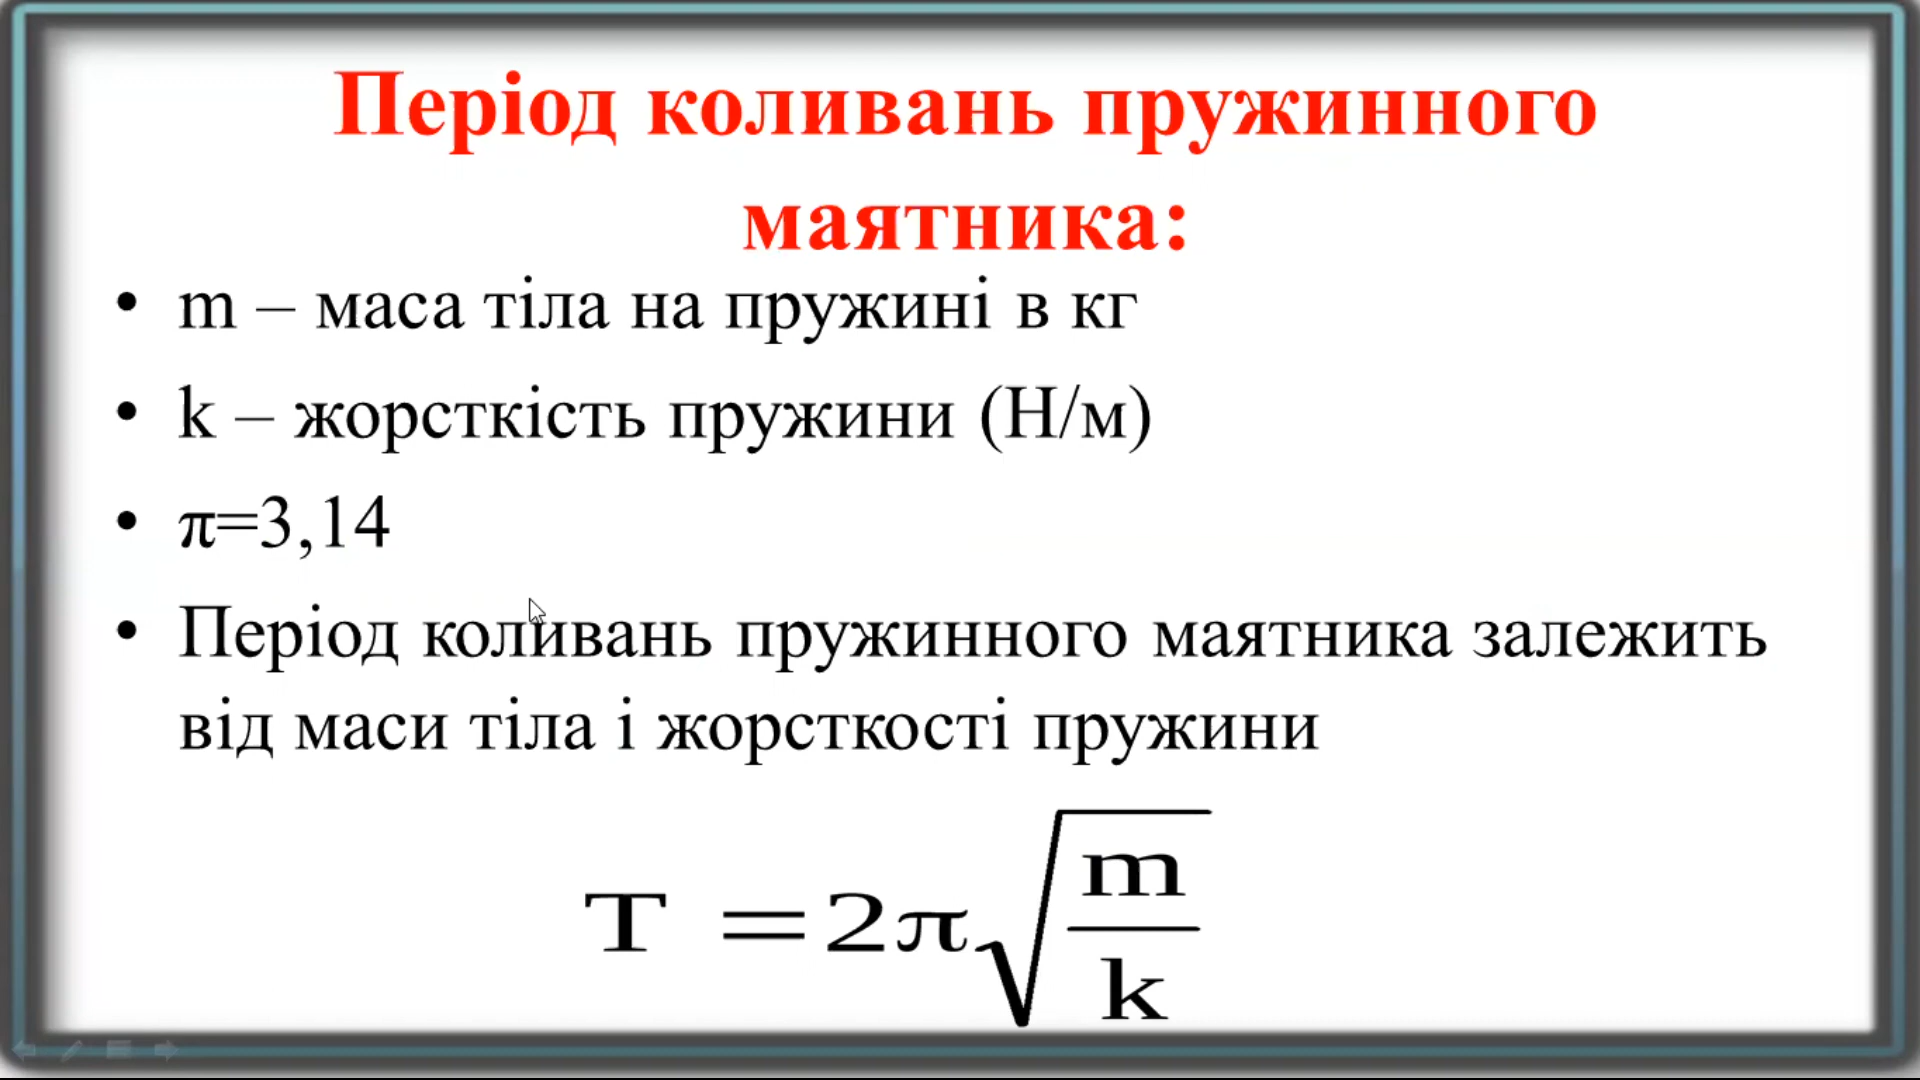 Період коливань пружинного
маятника:
• m – маса тіла на пружині в кг
• k – жорсткість пружини (Н/м)
• π=3,14
• Період коливань пружинного маятника залежить
від маси тіла і жорсткості пружини
T = 2π√(m/k)